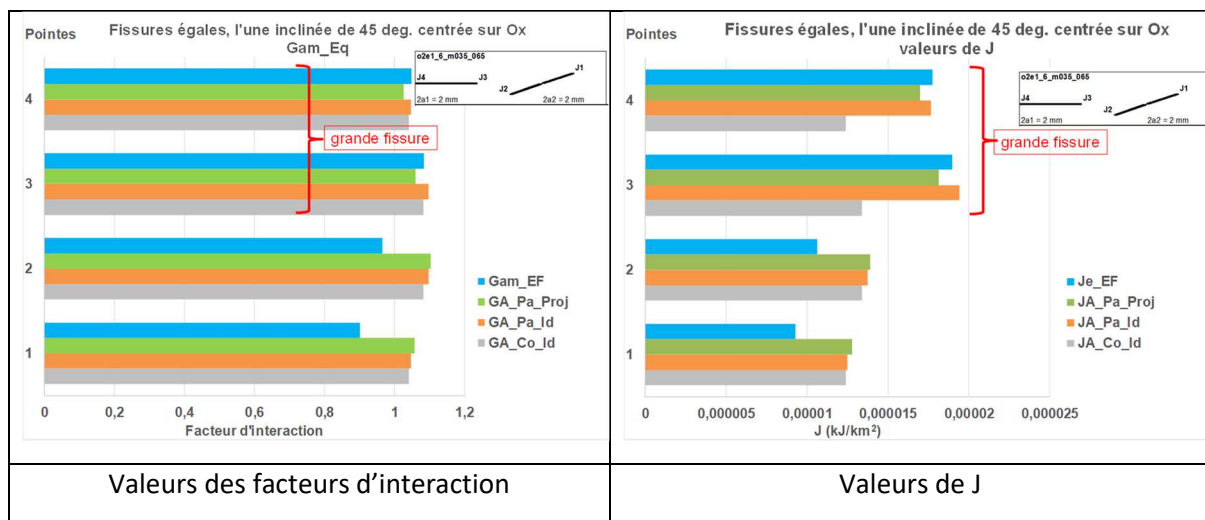 Fissures égales, l'une inclinée de 45 deg. centrée sur Ox
Gam_Eq
Pointes
o2e1_6_m035_065
J4
J3
J2
J1
2a1 = 2 mm
2a2 = 2 mm
4
3
2
1
grande fissure
Gam_EF
GA_Pa_Proj
GA_Pa_Id
GA_Co_Id
0
0,2
0,4
0,6
0,8
1
1,2
Facteur d'interaction
Fissures égales, l'une inclinée de 45 deg. centrée sur Ox
valeurs de J
Pointes
o2e1_6_m035_065
J4
J3
J2
J1
2a1 = 2 mm
2a2 = 2 mm
4
3
2
1
grande fissure
Je_EF
JA_Pa_Proj
JA_Pa_Id
JA_Co_Id
0
0,000005
0,00001
0,000015
0,00002
0,000025
J (kJ/km²)
Valeurs des facteurs d’interaction
Valeurs de J